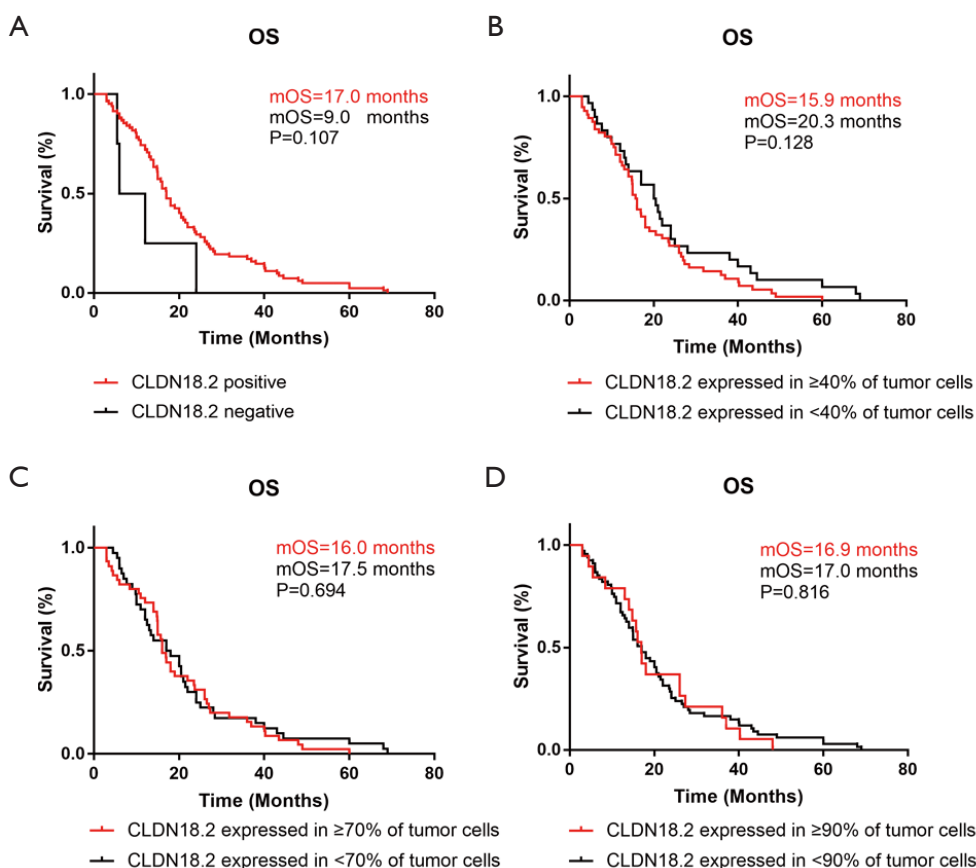 A
OS
mOS=17.0 months
mOS=9.0 months
P=0.107
Survival (%)
1.0
0.5
0.0
0 20 40 60 80
Time (Months)
CLDN18.2 positive
CLDN18.2 negative
B
OS
mOS=15.9 months
mOS=20.3 months
P=0.128
Survival (%)
1.0
0.5
0.0
0 20 40 60 80
Time (Months)
CLDN18.2 expressed in ≥40% of tumor cells
CLDN18.2 expressed in <40% of tumor cells
C
OS
mOS=16.0 months
mOS=17.5 months
P=0.694
Survival (%)
1.0
0.5
0.0
0 20 40 60 80
Time (Months)
CLDN18.2 expressed in ≥70% of tumor cells
CLDN18.2 expressed in <70% of tumor cells
D
OS
mOS=16.9 months
mOS=17.0 months
P=0.816
Survival (%)
1.0
0.5
0.0
0 20 40 60 80
Time (Months)
CLDN18.2 expressed in ≥90% of tumor cells
CLDN18.2 expressed in <90% of tumor cells